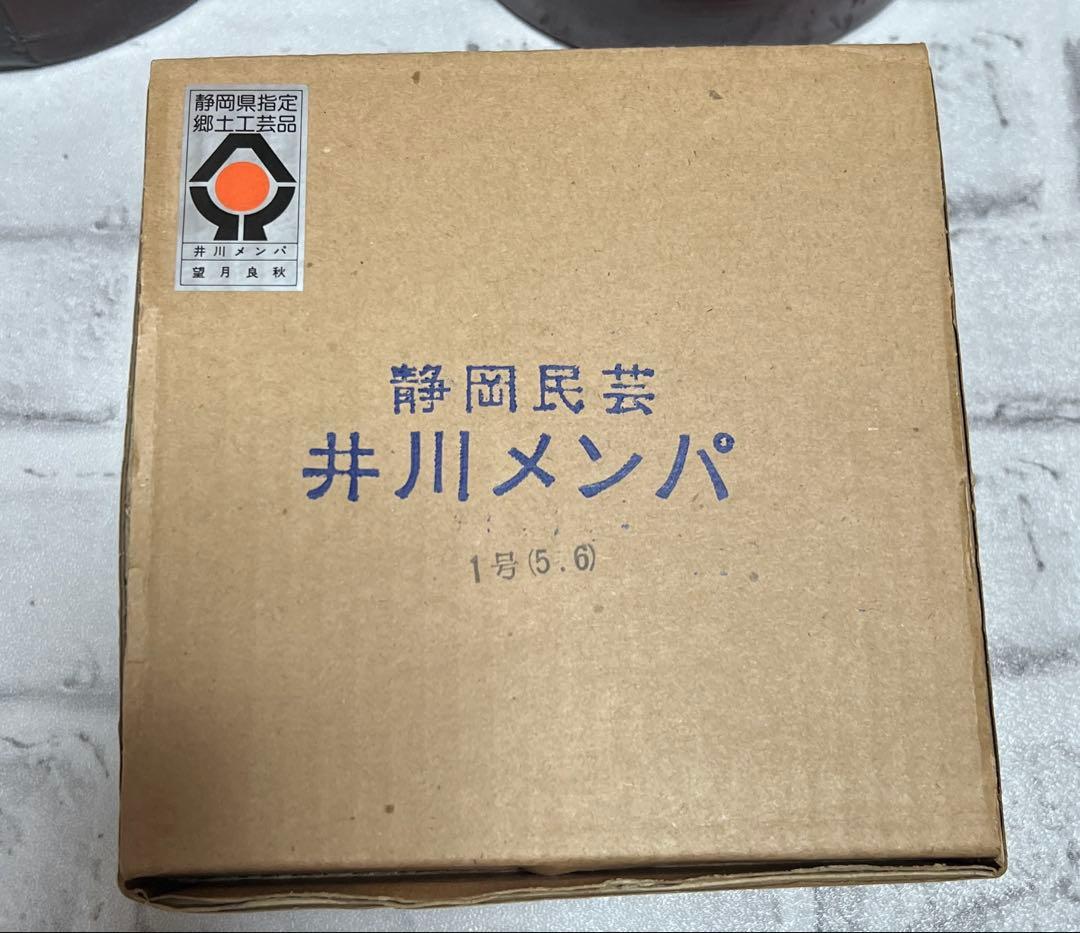 静岡県指定
郷土工芸品
井川メンパ
望月良秋
静岡民芸
井川メンパ
1号(5.6)